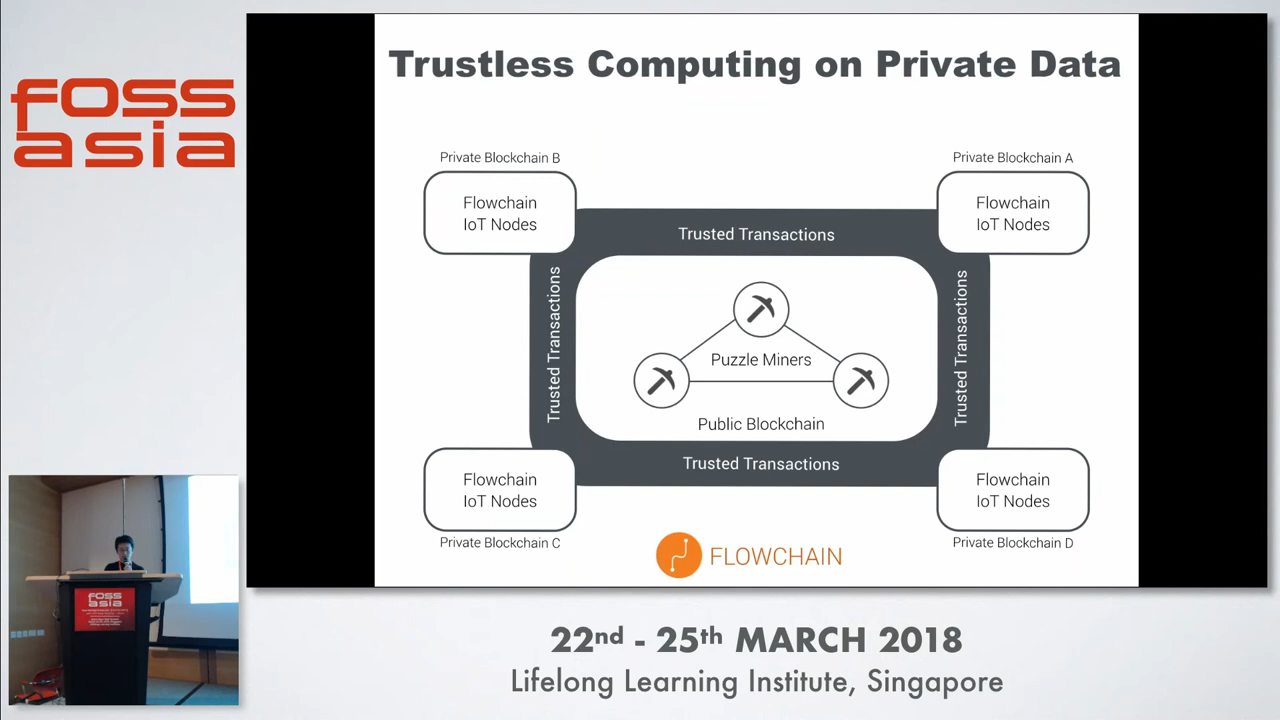 foss
asia
Trustless Computing on Private Data
Private Blockchain B
Flowchain
IoT Nodes
Private Blockchain A
Flowchain
IoT Nodes
Trusted Transactions
Trusted Transactions
Trusted Transactions
Puzzle Miners
Public Blockchain
Trusted Transactions
Flowchain
IoT Nodes
Private Blockchain C
Flowchain
IoT Nodes
Private Blockchain D
FLOWCHAIN
foss
asia
22nd - 25th MARCH 2018
Lifelong Learning Institute, Singapore